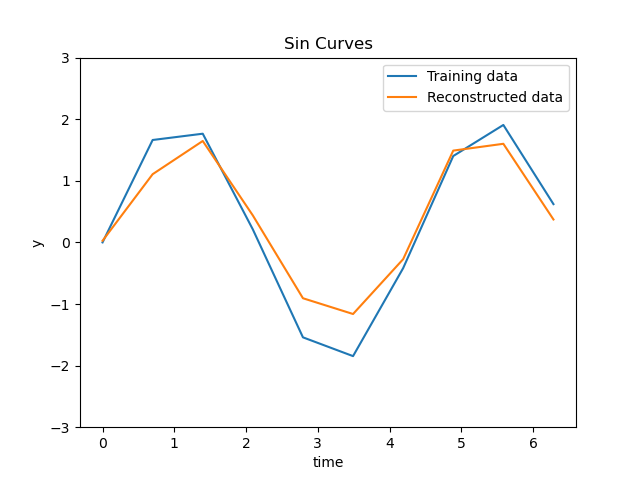 Sin Curves
Training data
Reconstructed data
3
2
1
0
−1
−2
−3
y
0 1 2 3 4 5 6
time